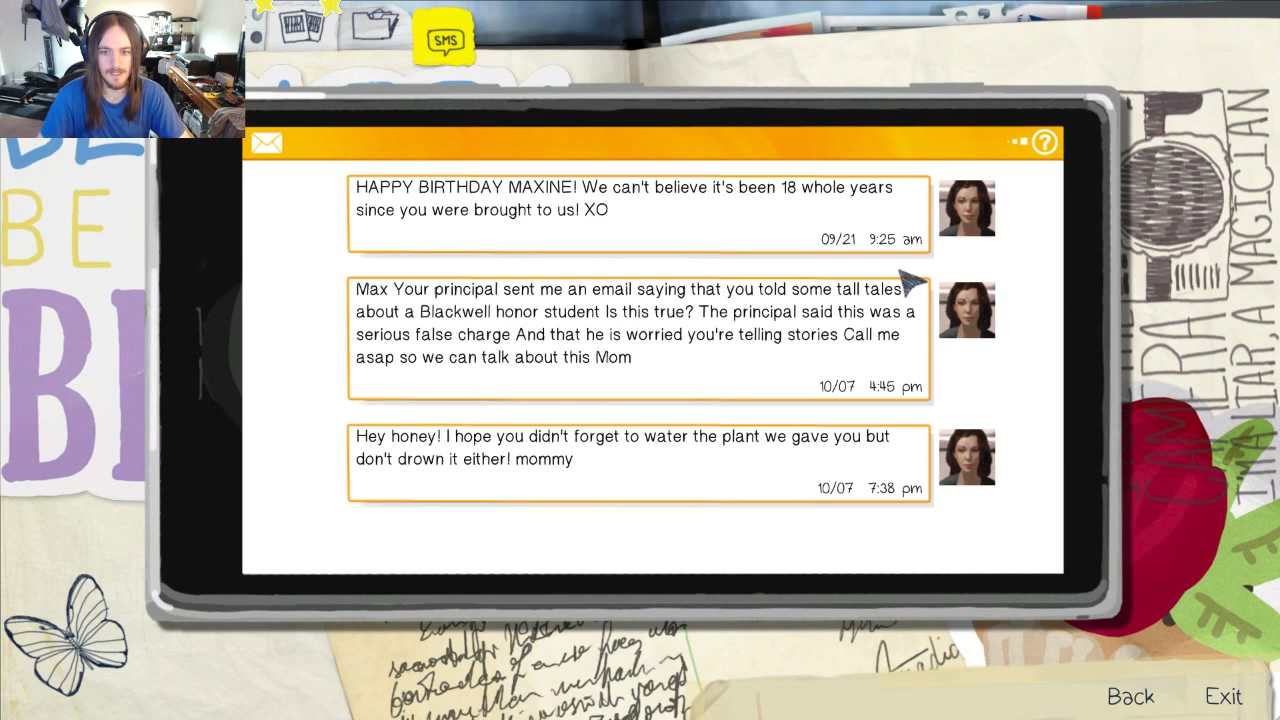 SMS
HAPPY BIRTHDAY MAXINE! We can't believe it's been 18 whole years
since you were brought to us! XO
09/21 9:25 am
Max Your principal sent me an email saying that you told some tall tales
about a Blackwell honor student Is this true? The principal said this was a
serious false charge And that he is worried you're telling stories Call me
asap so we can talk about this Mom
10/07 4:45 pm
Hey honey! I hope you didn't forget to water the plant we gave you but
don't drown it either! mommy
10/07 7:38 pm
BE
Back Exit